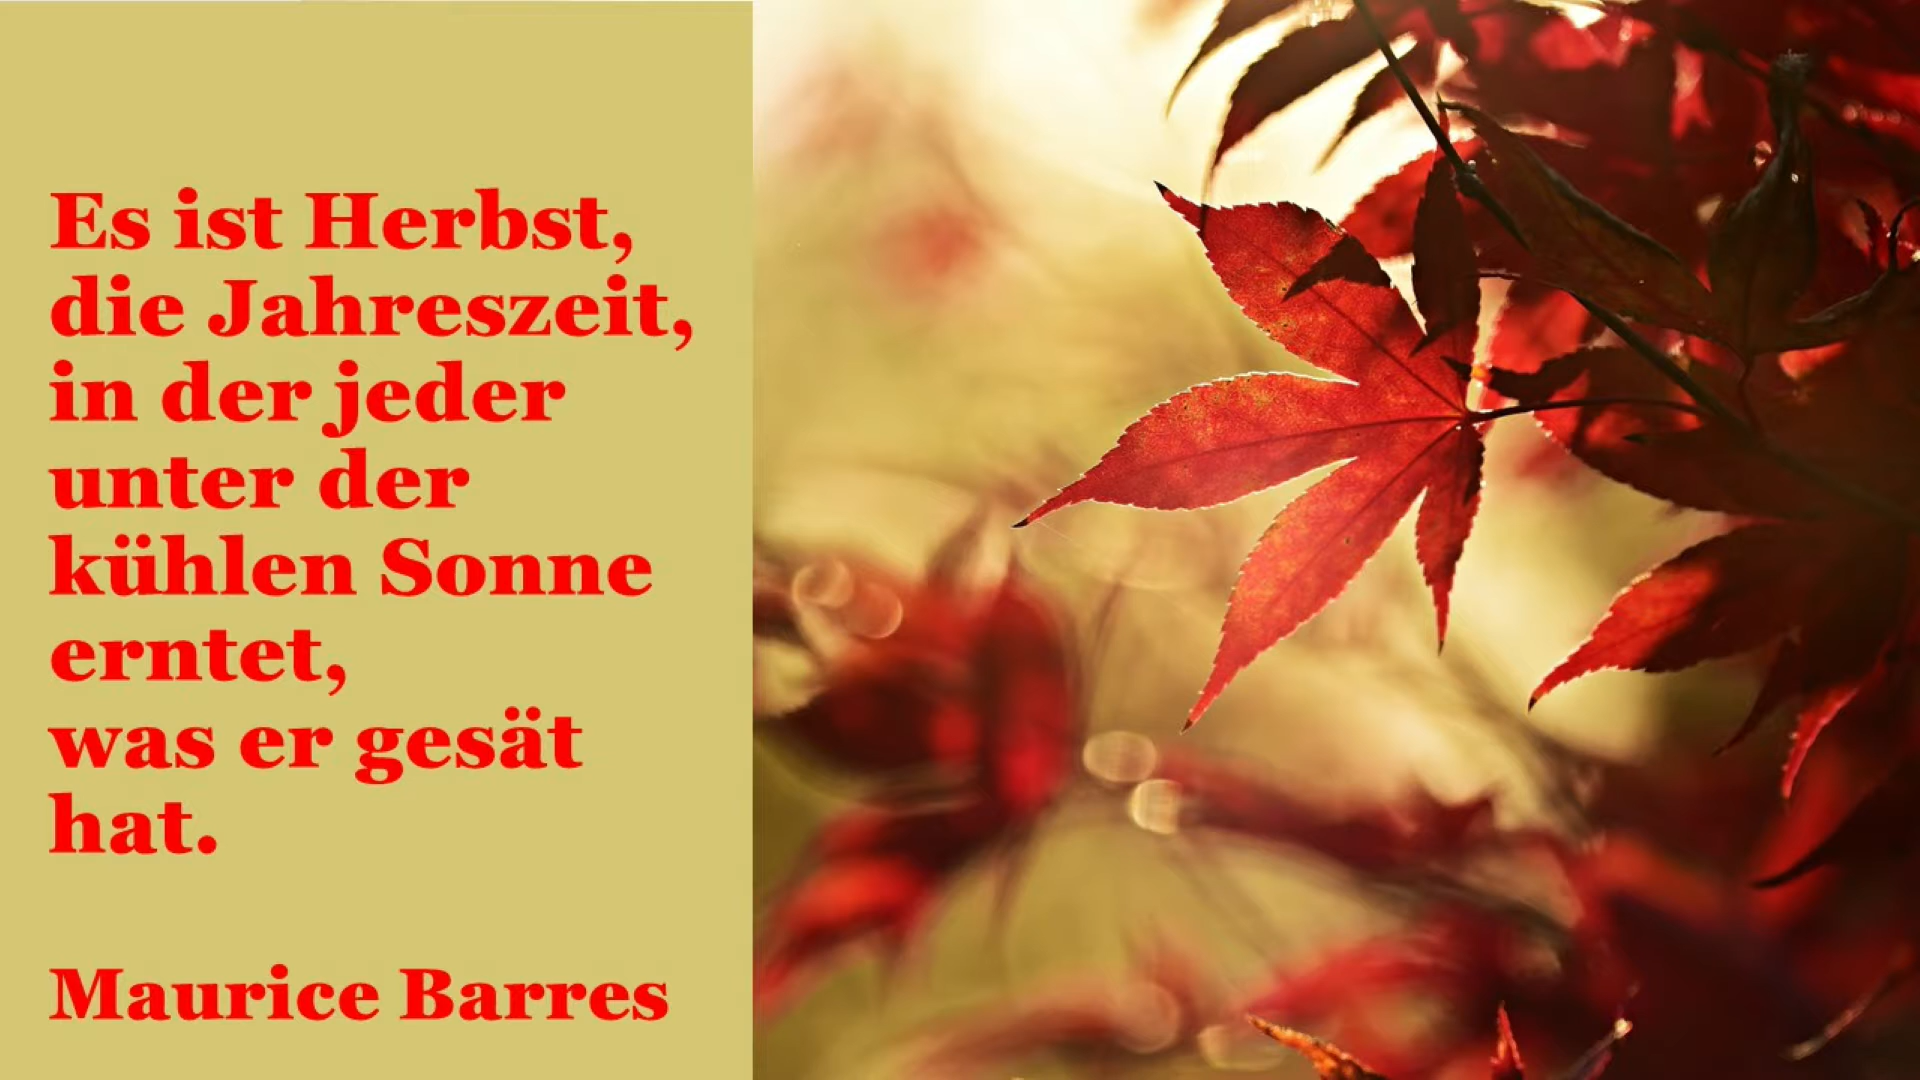 Es ist Herbst,
die Jahreszeit,
in der jeder
unter der
kühlen Sonne
erntet,
was er gesät
hat.
Maurice Barres